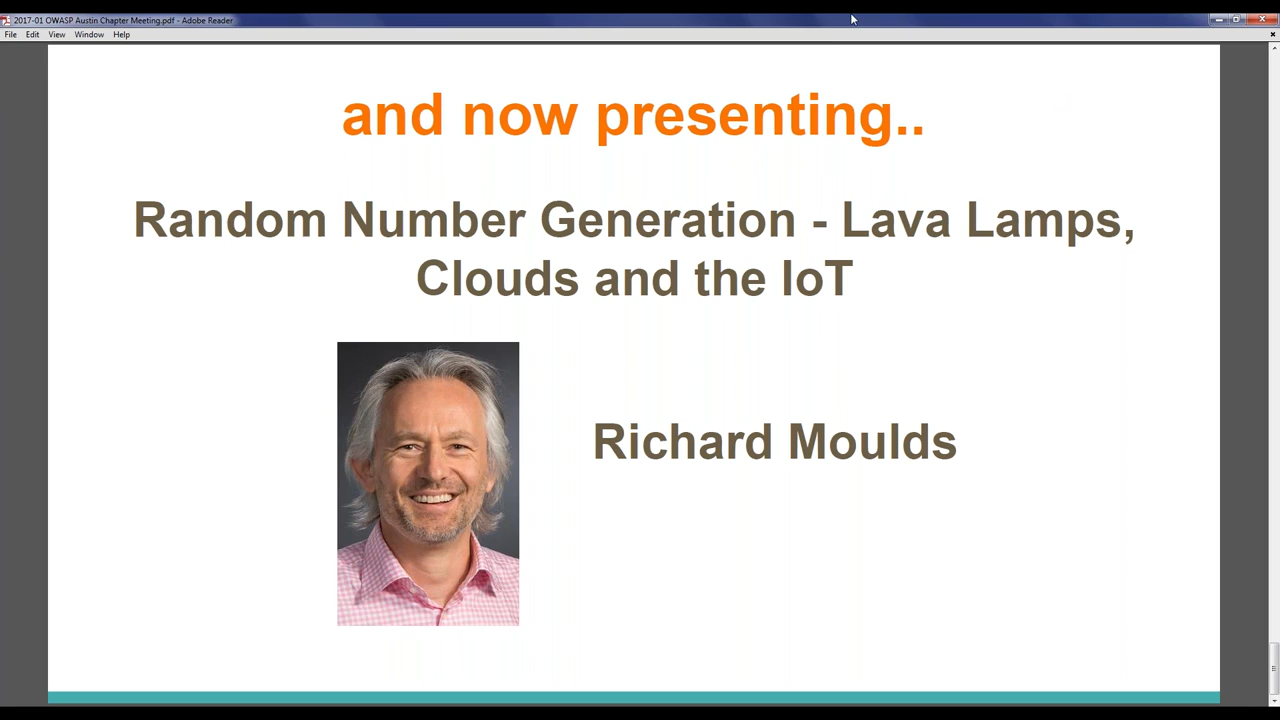 2017-01 OWASP Austin Chapter Meeting.pdf - Adobe Reader
File Edit View Window Help
and now presenting..
Random Number Generation - Lava Lamps,
Clouds and the IoT
Richard Moulds